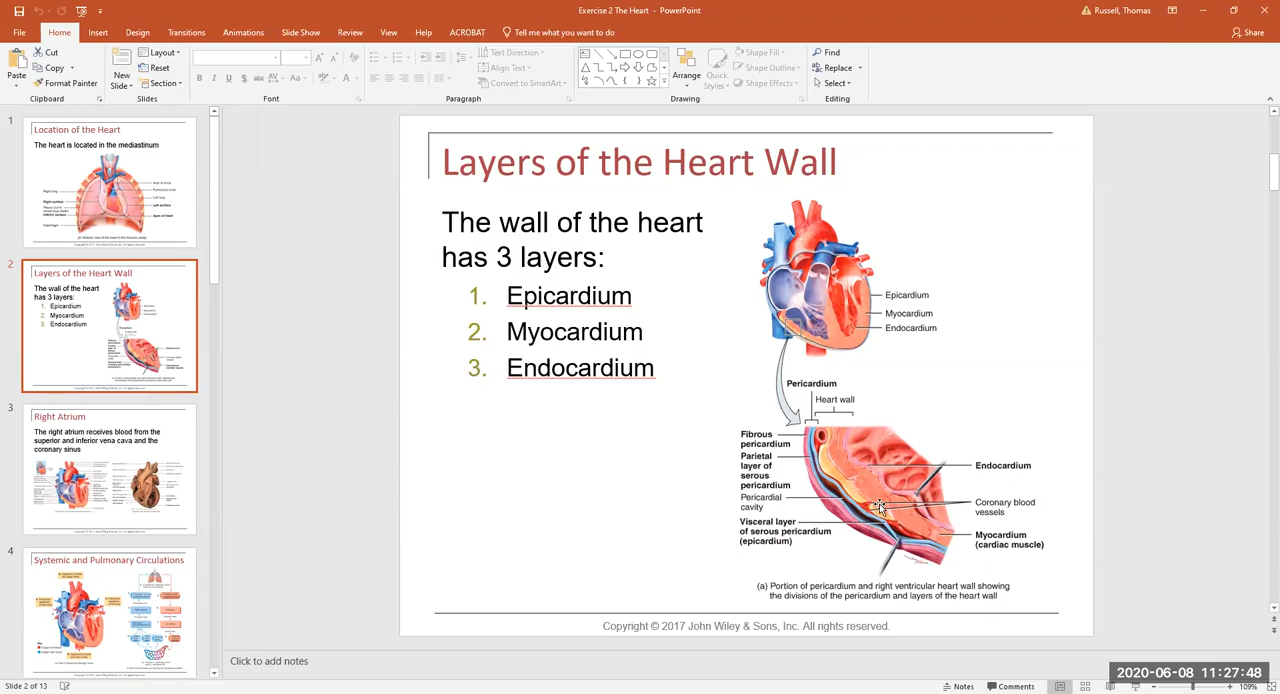 Exercise 2 The Heart - PowerPoint
Russell, Thomas
File Home Insert Design Transitions Animations Slide Show Review View Help ACROBAT Tell me what you want to do
Share
Paste
Cut
Copy
Format Painter
Clipboard
New
Slide
Layout
Reset
Section
Slides
Font
Text Direction
Align Text
Convert to SmartArt
Paragraph
Arrange
Quick
Styles
Shape Fill
Shape Outline
Shape Effects
Drawing
Find
Replace
Select
Editing
1
Location of the Heart
The heart is located in the mediastinum
2
Layers of the Heart Wall
The wall of the heart
has 3 layers:
1. Epicardium
2. Myocardium
3. Endocardium
3
Right Atrium
The right atrium receives blood from the
superior and inferior vena cava and the
coronary sinus
4
Systemic and Pulmonary Circulations
Layers of the Heart Wall
The wall of the heart
has 3 layers:
1. Epicardium
2. Myocardium
3. Endocardium
Epicardium
Myocardium
Endocardium
Pericardium
Heart wall
Fibrous
pericardium
Parietal
layer of
serous
pericardium
Pericardial
cavity
Visceral layer
of serous pericardium
(epicardium)
Endocardium
Coronary blood
vessels
Myocardium
(cardiac muscle)
(a) Portion of pericardium and right ventricular heart wall showing
the divisions of the pericardium and layers of the heart wall
Copyright © 2017 John Wiley & Sons, Inc. All rights reserved.
Click to add notes
2020-06-08 11:27:48
Slide 2 of 13
Notes Comments
109%